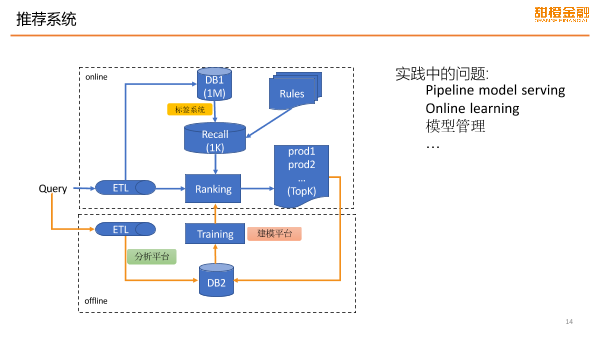 推荐系统
甜橙金融
ORANGE FINANCIAL
online
DB1
(1M)
Rules
标签系统
Recall
(1K)
prod1
prod2
...
(TopK)
Query
ETL
Ranking
ETL
Training
建模平台
分析平台
DB2
offline
实践中的问题:
Pipeline model serving
Online learning
模型管理
...
14